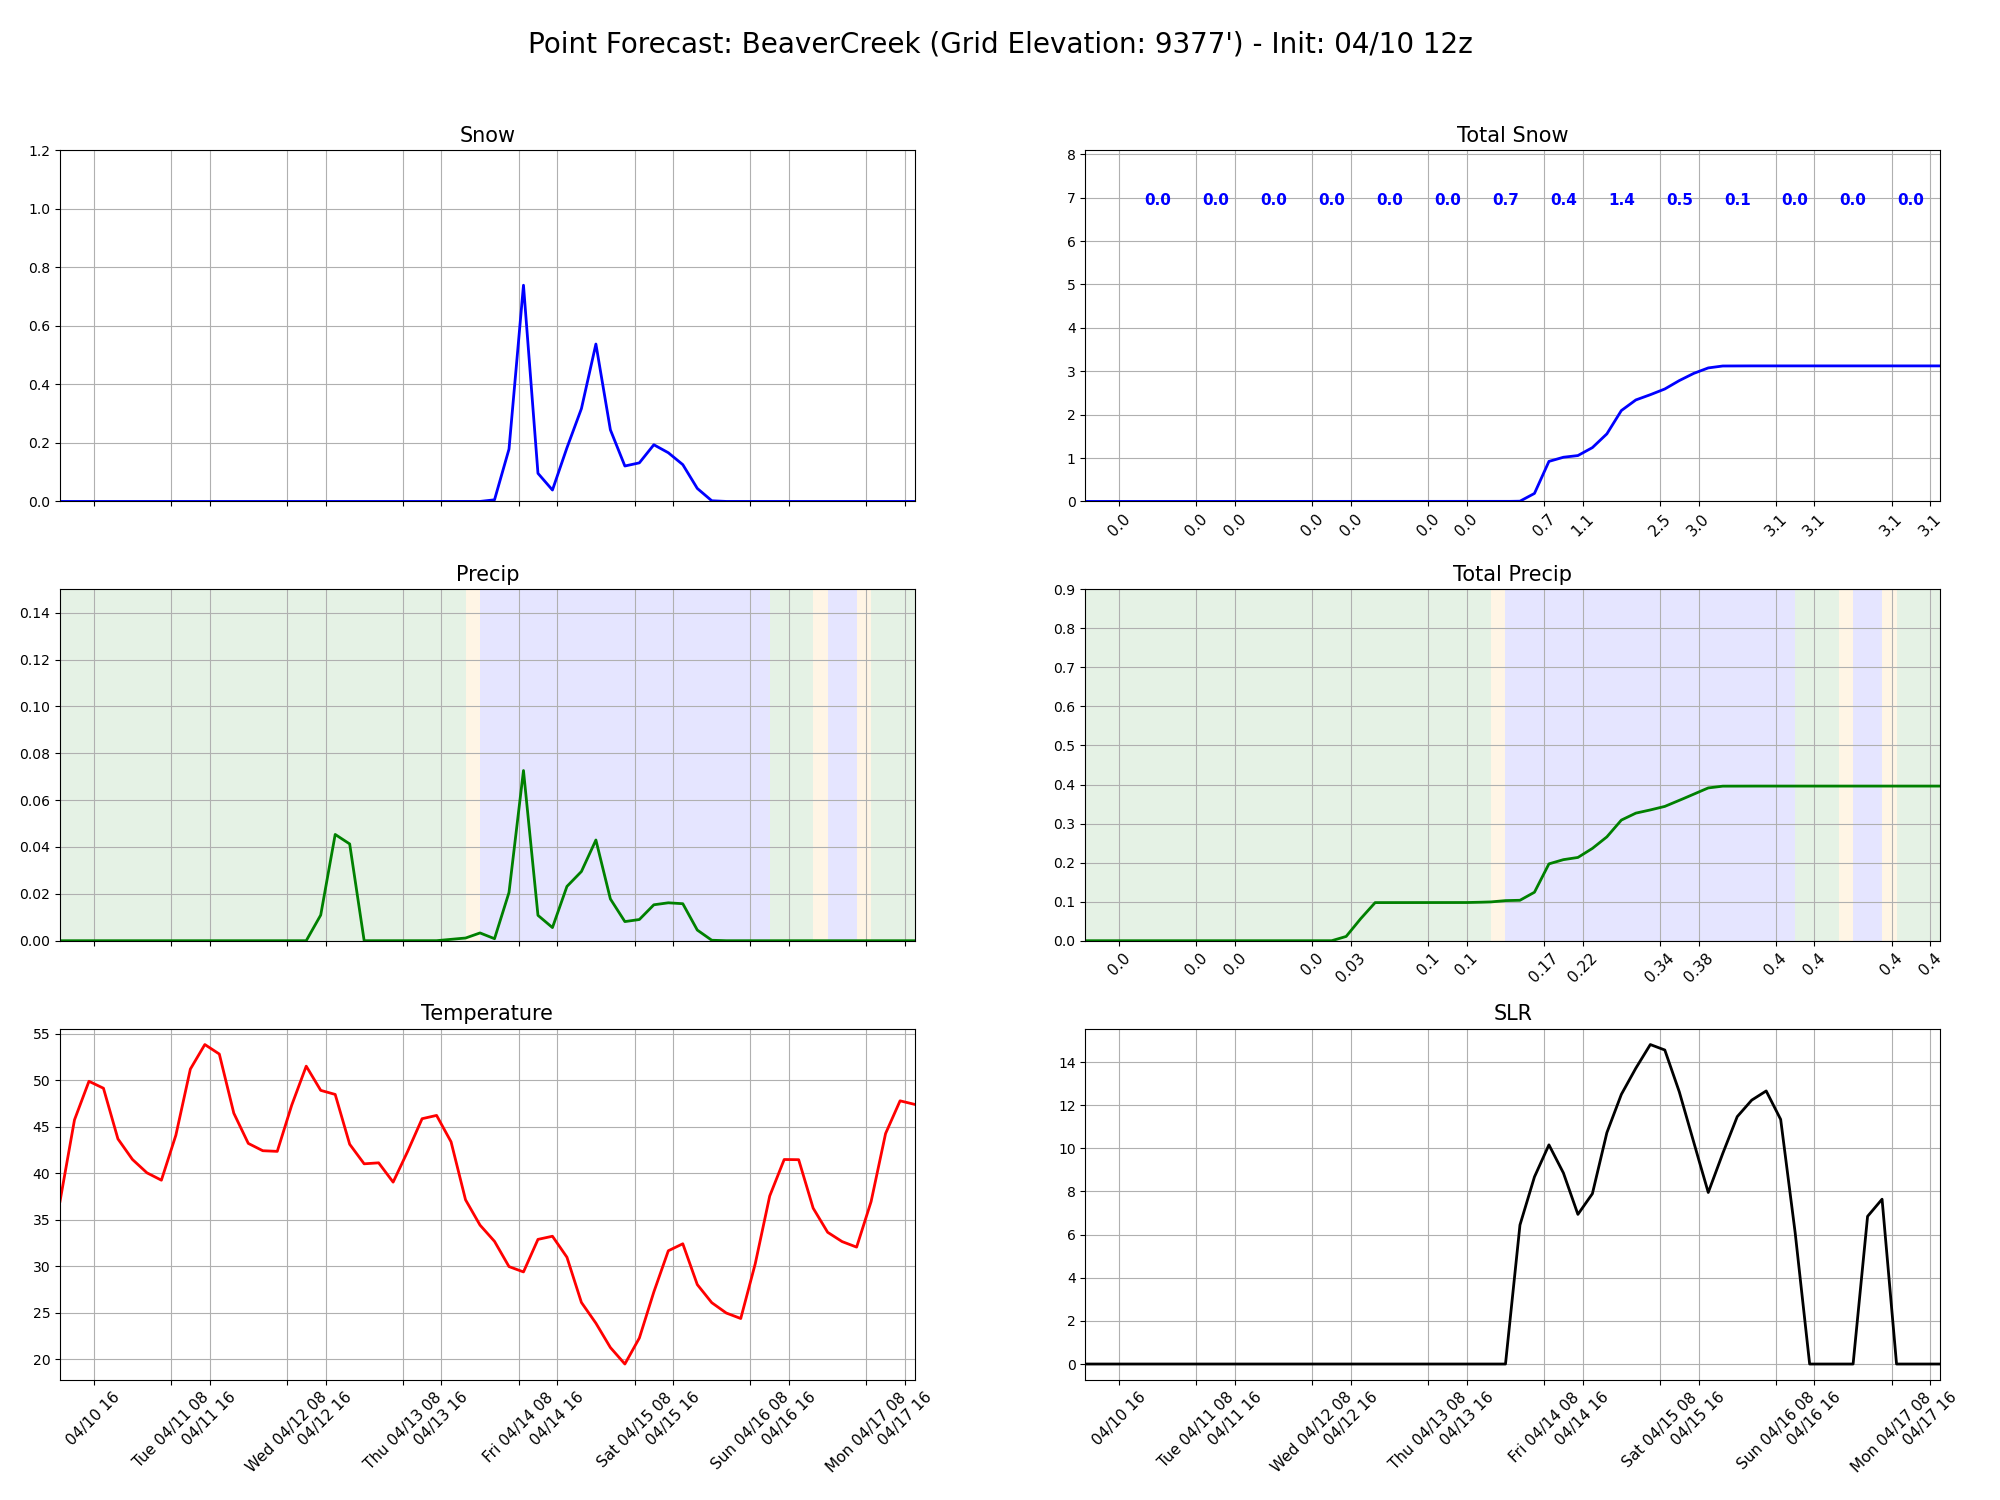 Point Forecast: BeaverCreek (Grid Elevation: 9377') - Init: 04/10 12z
Snow
1.2
1.0
0.8
0.6
0.4
0.2
0.0
Total Snow
8
7
6
5
4
3
2
1
0
0.0 0.0 0.0 0.0 0.0 0.0 0.7 0.4 1.4 0.5 0.1 0.0 0.0 0.0
0.0 0.0 0.0 0.0 0.0 0.0 0.0 0.7 1.1 2.5 3.0 3.1 3.1 3.1 3.1
Precip
0.14
0.12
0.10
0.08
0.06
0.04
0.02
0.00
Total Precip
0.9
0.8
0.7
0.6
0.5
0.4
0.3
0.2
0.1
0.0
0.0 0.0 0.0 0.0 0.03 0.1 0.1 0.17 0.22 0.34 0.38 0.4 0.4 0.4 0.4
Temperature
55
50
45
40
35
30
25
20
04/10 16
Tue 04/11 08
04/11 16
Wed 04/12 08
04/12 16
Thu 04/13 08
04/13 16
Fri 04/14 08
04/14 16
Sat 04/15 08
04/15 16
Sun 04/16 08
04/16 16
Mon 04/17 08
04/17 16
SLR
14
12
10
8
6
4
2
0
04/10 16
Tue 04/11 08
04/11 16
Wed 04/12 08
04/12 16
Thu 04/13 08
04/13 16
Fri 04/14 08
04/14 16
Sat 04/15 08
04/15 16
Sun 04/16 08
04/16 16
Mon 04/17 08
04/17 16